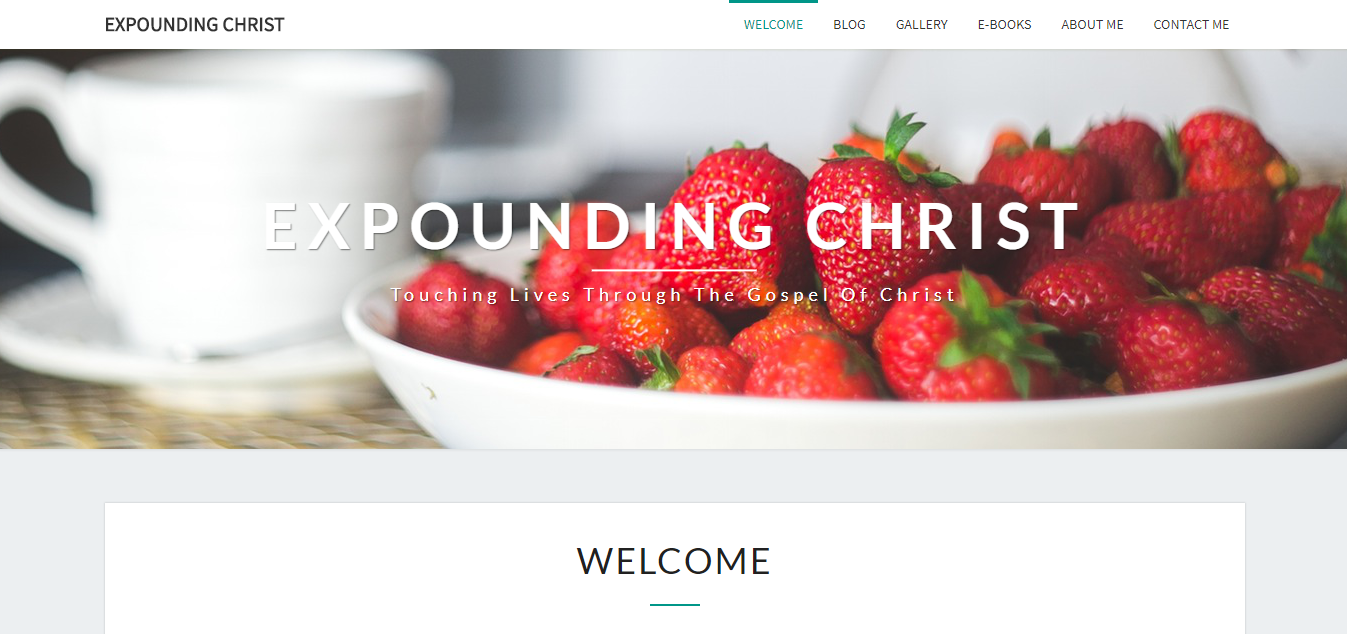 EXPOUNDING CHRIST
WELCOME BLOG GALLERY E-BOOKS ABOUT ME CONTACT ME
EXPOUNDING CHRIST
Touching Lives Through The Gospel Of Christ
WELCOME